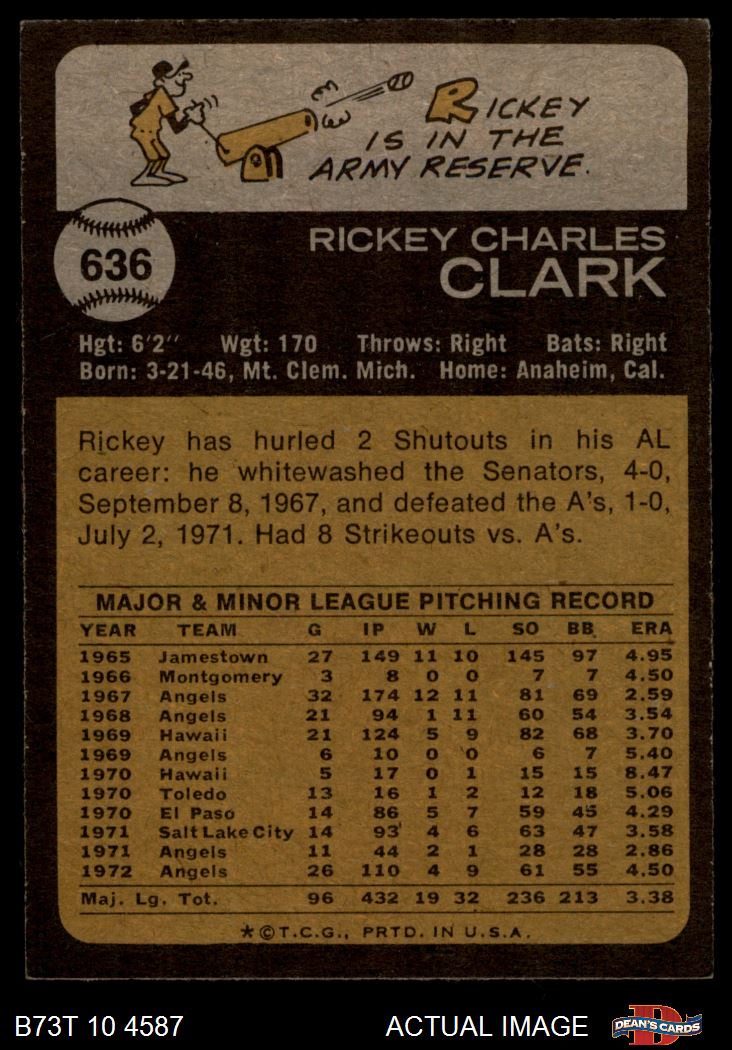 RICKEY
IS IN THE
ARMY RESERVE.
636
RICKEY CHARLES
CLARK
Hgt: 6'2" Wgt: 170 Throws: Right Bats: Right
Born: 3-21-46, Mt. Clem. Mich. Home: Anaheim, Cal.
Rickey has hurled 2 Shutouts in his AL
career: he whitewashed the Senators, 4-0,
September 8, 1967, and defeated the A's, 1-0,
July 2, 1971. Had 8 Strikeouts vs. A's.
MAJOR & MINOR LEAGUE PITCHING RECORD
YEAR TEAM G IP W L SO BB ERA
1965 Jamestown 27 149 11 10 145 97 4.95
1966 Montgomery 3 8 0 0 7 7 4.50
1967 Angels 32 174 12 11 81 69 2.59
1968 Angels 21 94 1 11 60 54 3.54
1969 Hawaii 21 124 5 9 82 68 3.70
1969 Angels 6 10 0 0 6 7 5.40
1970 Hawaii 5 17 0 1 15 15 8.47
1970 Toledo 13 16 1 2 12 18 5.06
1970 El Paso 14 86 5 7 59 45 4.29
1971 Salt Lake City 14 93 4 6 63 47 3.58
1971 Angels 11 44 2 1 28 28 2.86
1972 Angels 26 110 4 9 61 55 4.50
Maj. Lg. Tot. 96 432 19 32 236 213 3.38
*©T.C.G., PRTD. IN U.S.A.
B73T 10 4587 ACTUAL IMAGE
D
DEAN'S CARDS